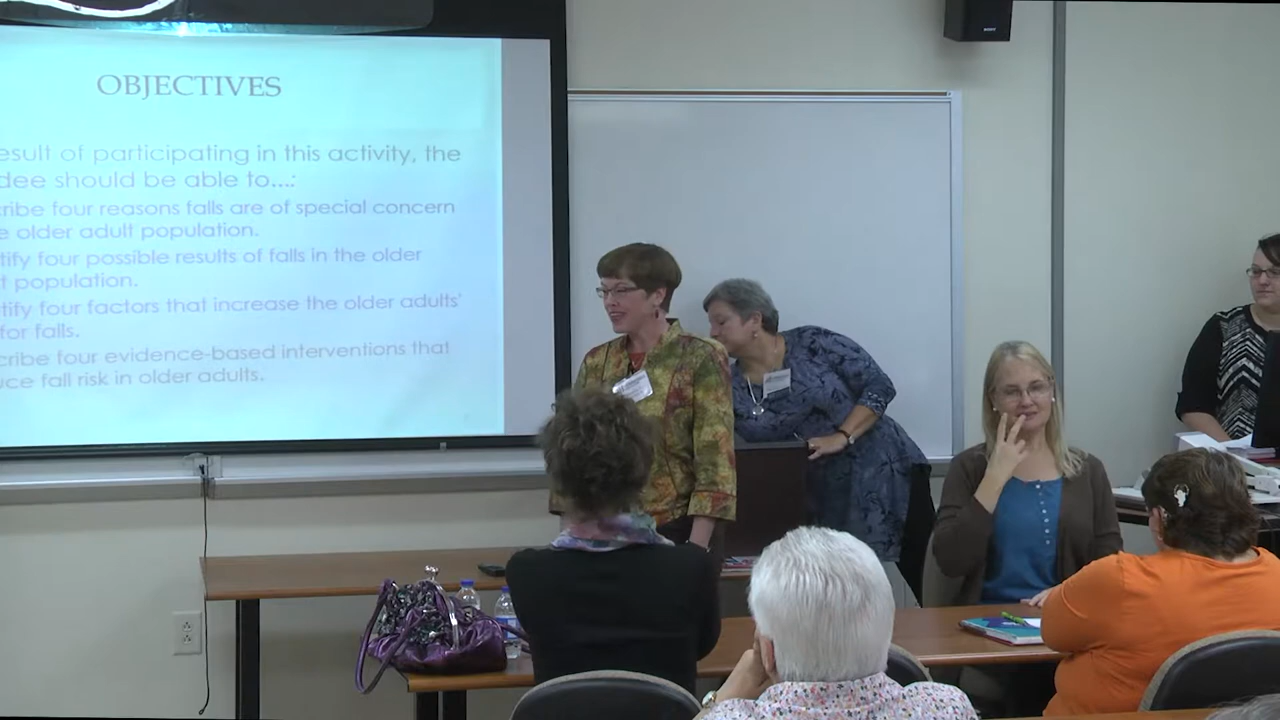 OBJECTIVES
esult of participating in this activity, the
dee should be able to...:
ribe four reasons falls are of special concern
e older adult population.
tify four possible results of falls in the older
t population.
tify four factors that increase the older adults'
for falls.
cribe four evidence-based interventions that
uce fall risk in older adults.
SONY